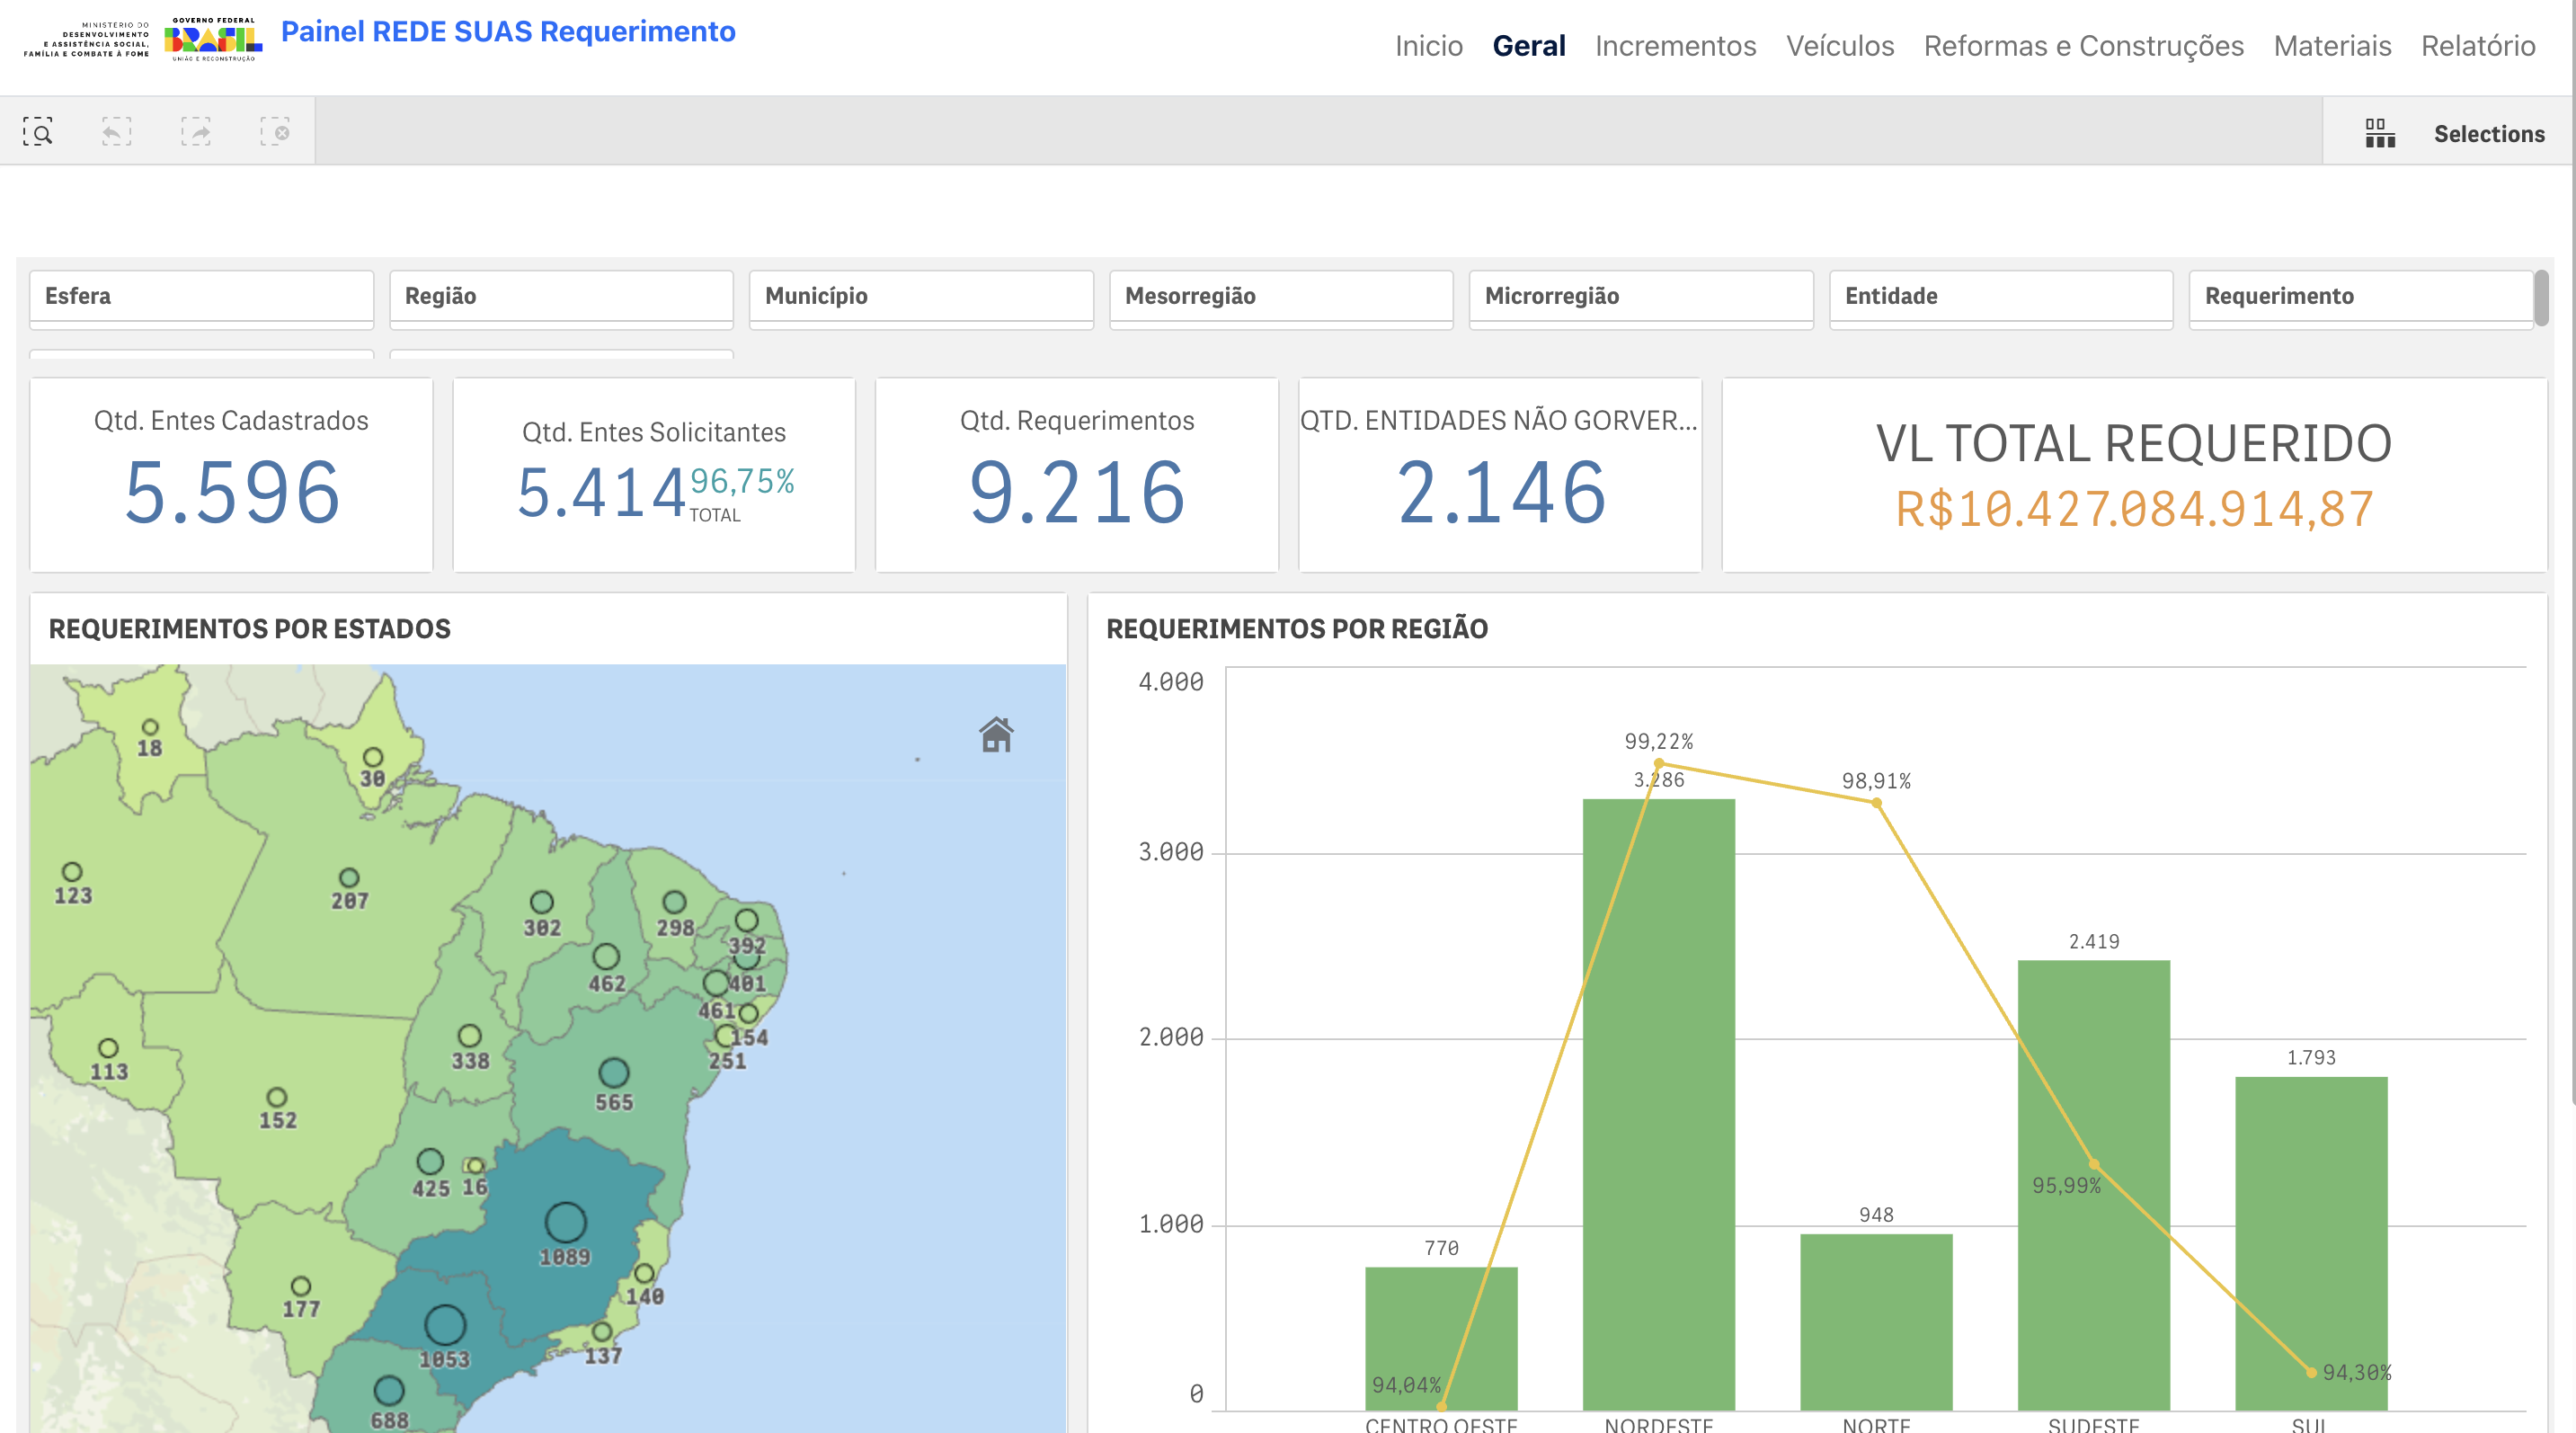 MINISTÉRIO DO
DESENVOLVIMENTO
E ASSISTÊNCIA SOCIAL,
FAMÍLIA E COMBATE À FOME
GOVERNO FEDERAL
BRASIL
UNIÃO E RECONSTRUÇÃO
Painel REDE SUAS Requerimento
Inicio Geral Incrementos Veículos Reformas e Construções Materiais Relatório
Selections
Esfera Região Município Mesorregião Microrregião Entidade Requerimento
Qtd. Entes Cadastrados
5.596
Qtd. Entes Solicitantes
5.414 96,75%
TOTAL
Qtd. Requerimentos
9.216
QTD. ENTIDADES NÃO GORVER...
2.146
VL TOTAL REQUERIDO
R$10.427.084.914,87
REQUERIMENTOS POR ESTADOS
18
30
123
207
302
298
392
462
401
461
154
251
113
338
152
565
425 16
1089
177
140
1053
137
688
REQUERIMENTOS POR REGIÃO
4.000
3.000
2.000
1.000
0
99,22%
3.286
98,91%
2.419
95,99%
1.793
948
770
94,04%
94,30%
CENTRO OESTE NORDESTE NORTE SUDESTE SUL